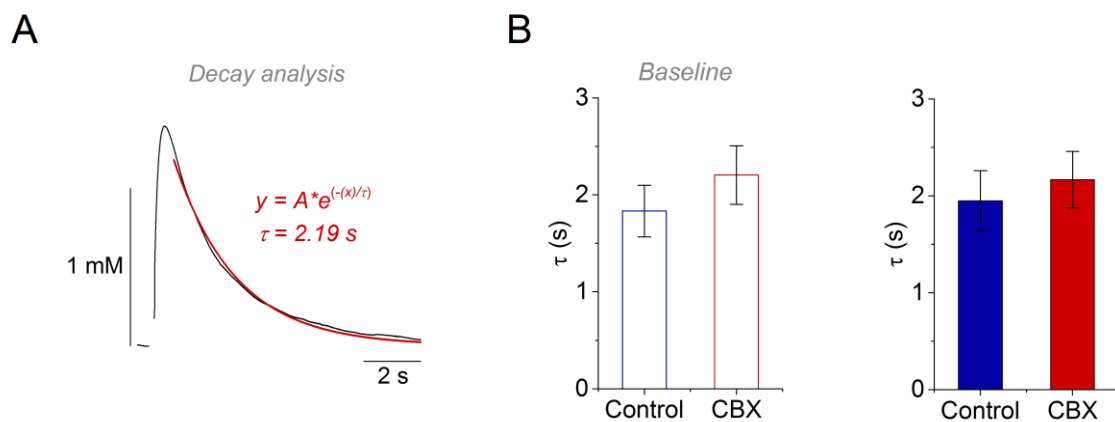 A
Decay analysis
y = A*e^(-(x)/τ)
τ = 2.19 s
1 mM
2 s
B
Baseline
3
2
1
0
τ (s)
Control CBX
3
2
1
0
τ (s)
Control CBX